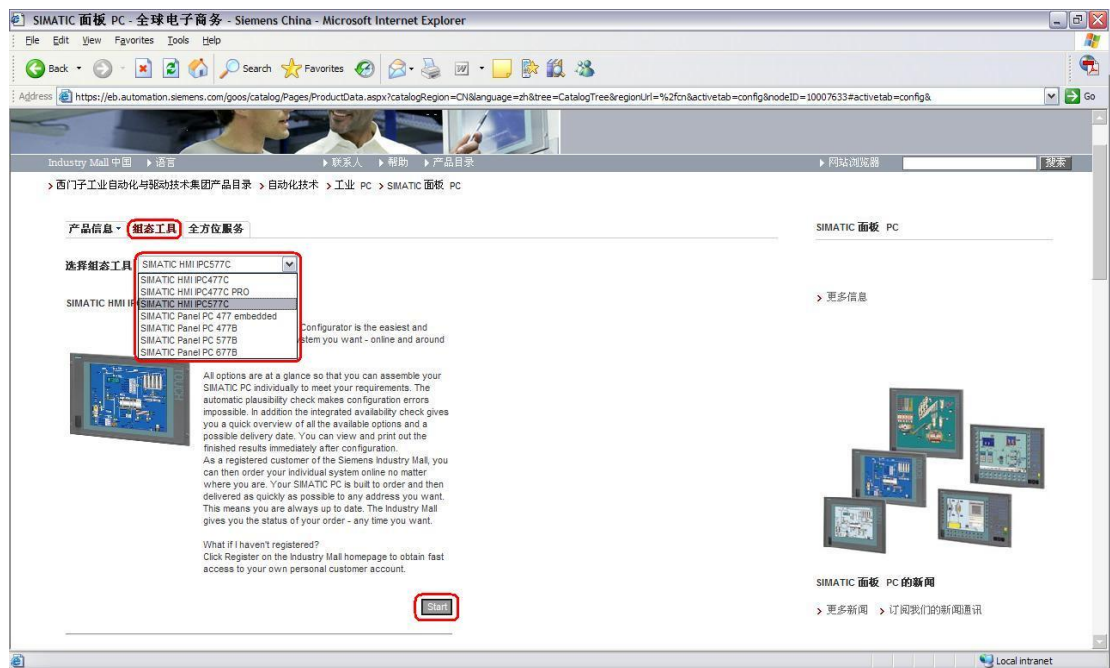 SIMATIC 面板 PC - 全球电子商务 - Siemens China - Microsoft Internet Explorer
File Edit View Favorites Tools Help
Back Search Favorites
Address https://eb.automation.siemens.com/goos/catalog/Pages/ProductData.aspx?catalogRegion=CN&language=zh&tree=CatalogTree&regionUrl=%2fcn&activetab=config&nodeID=10007633#activetab=config& Go
Industry Mall 中国 语言 联系人 帮助 产品目录 网站浏览器 搜索
西门子工业自动化与驱动技术集团产品目录 自动化技术 工业 PC SIMATIC 面板 PC
产品信息 组态工具 全方位服务
SIMATIC 面板 PC
选择组态工具 SIMATIC HMI IPC577C
SIMATIC HMI IPC477C
SIMATIC HMI IPC477C PRO
SIMATIC HMI IPC577C
SIMATIC Panel PC 477 embedded
SIMATIC Panel PC 477B
SIMATIC Panel PC 577B
SIMATIC Panel PC 677B
SIMATIC HMI
更多信息
Configurator is the easiest and
you want - online and around
All options are at a glance so that you can assemble your
SIMATIC PC individually to meet your requirements. The
automatic plausibility check makes configuration errors
impossible. In addition the integrated availability check gives
you a quick overview of all the available options and a
possible delivery date. You can view and print out the
finished results immediately after configuration.
As a registered customer of the Siemens Industry Mall, you
can then order your individual system online no matter
where you are. Your SIMATIC PC is built to order and then
delivered as quickly as possible to any address you want.
This means you are always up to date. The Industry Mall
gives you the status of your order - any time you want.
What if I haven't registered?
Click Register on the Industry Mall homepage to obtain fast
access to your own personal customer account.
Start
SIMATIC 面板 PC 的新闻
更多新闻 订阅我们的新闻通讯
Local intranet